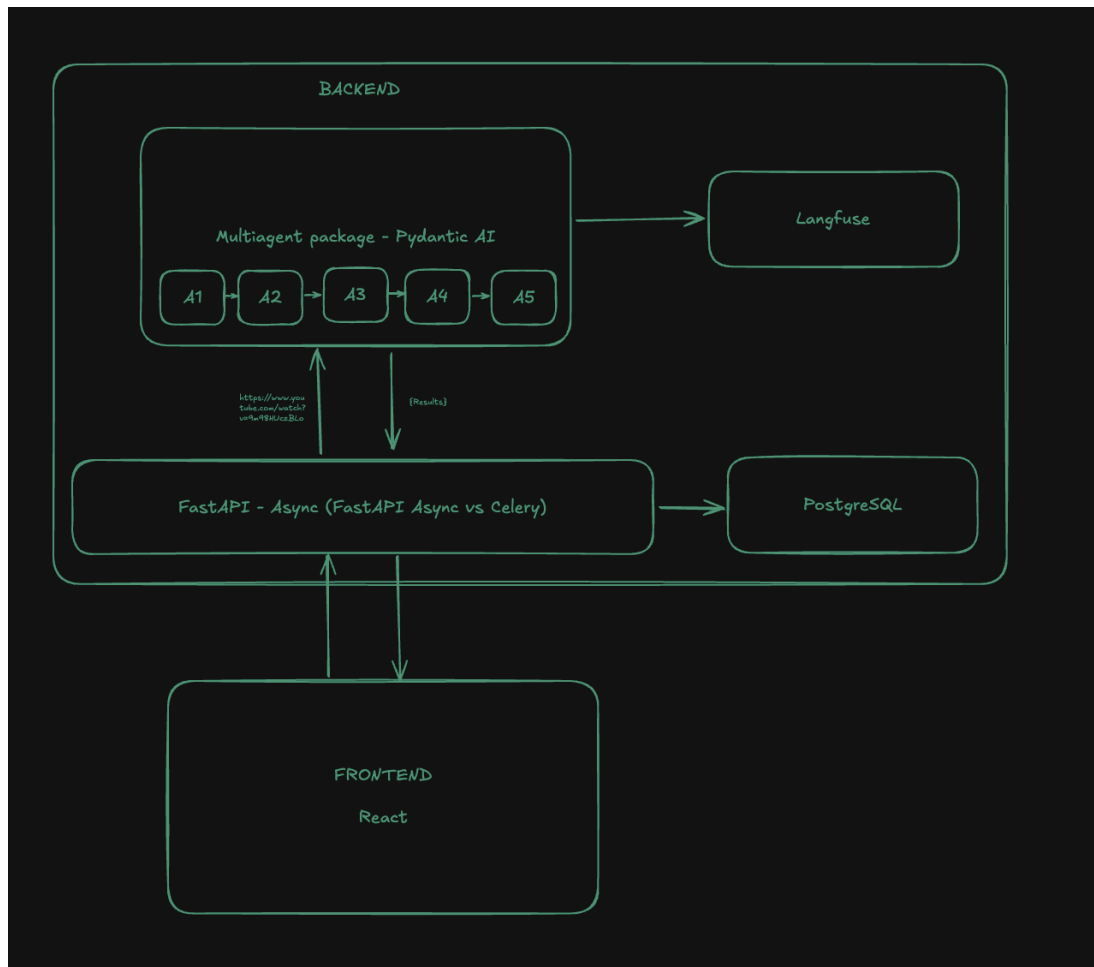 BACKEND
Langfuse
Multiagent package - Pydantic AI
A1
A2
A3
A4
A5
https://www.you
tube.com/watch?
{Results}
FastAPI - Async (FastAPI Async vs Celery)
PostgreSQL
FRONTEND
React